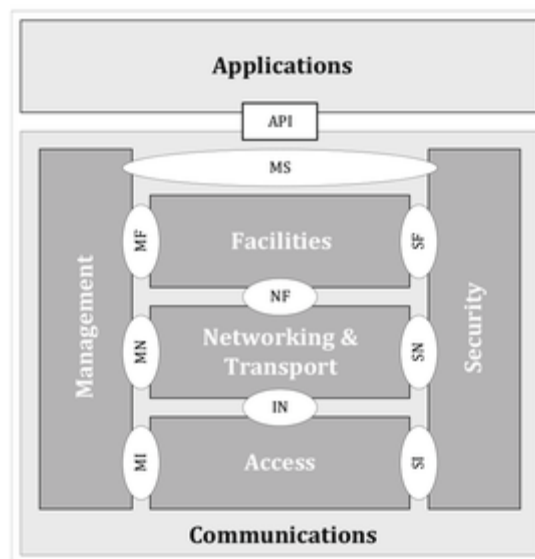 Applications
API
MS
Management
MF
Facilities
SF
Security
NF
MN
Networking &
Transport
SN
IN
MI
Access
SI
Communications